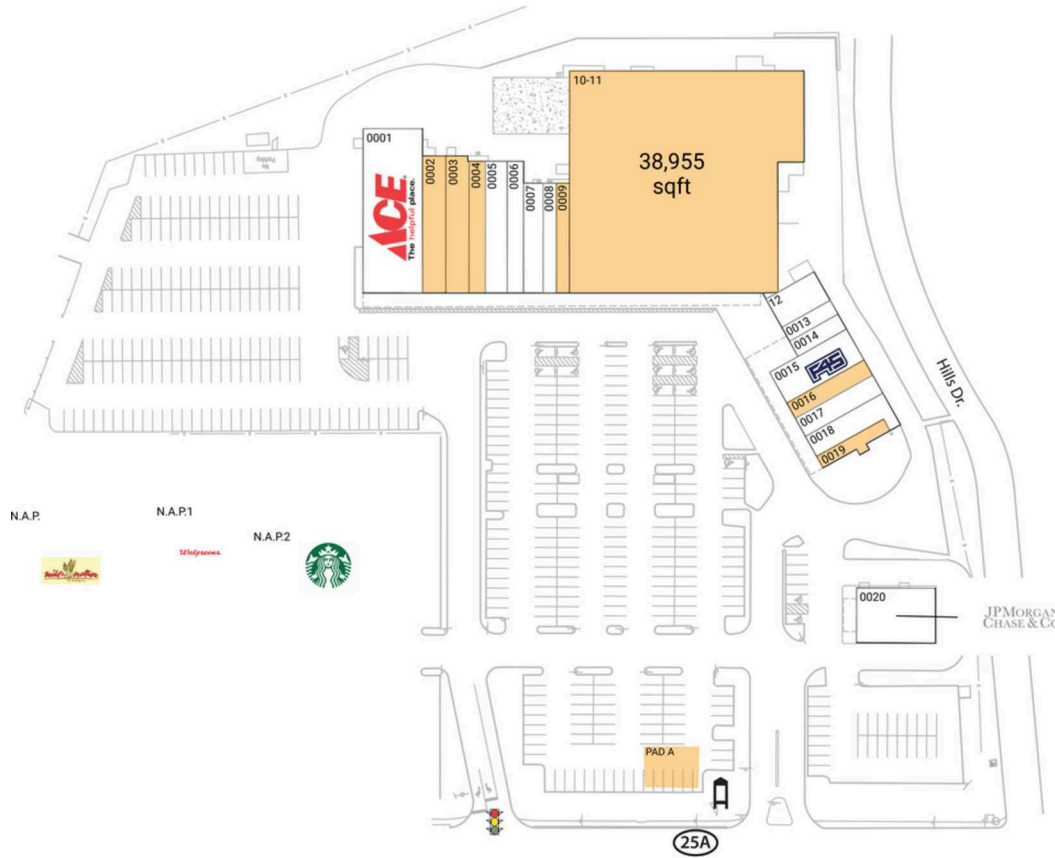 10-11
0001
38,955
sqft
0002
0003
0004
0005
0006
0007
0008
0009
ACE
The helpful place.
12
0013
0014
0015
F45
0016
0017
0018
0019
Hills Dr.
N.A.P.
N.A.P.1
N.A.P.2
Walgreens
0020
JPMORGAN
CHASE & CO
PAD A
25A